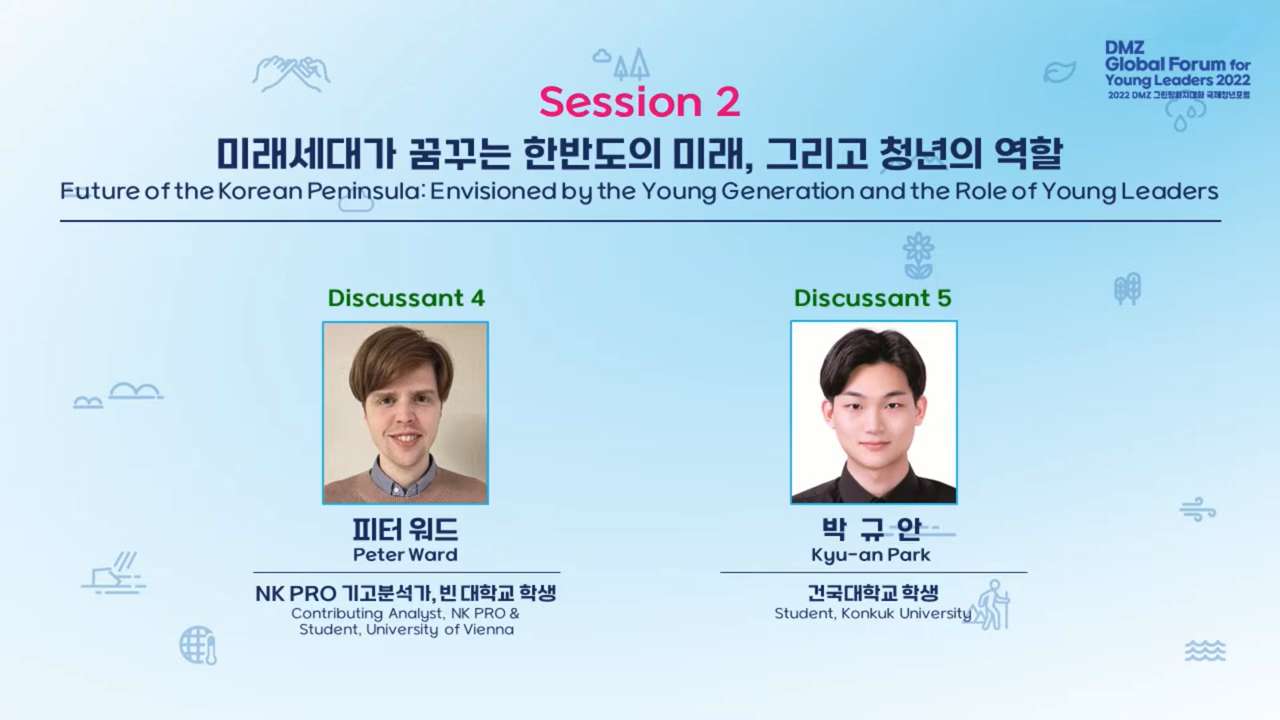 DMZ
Global Forum for
Young Leaders 2022
2022 DMZ 그린평화지대화 국제청년포럼
Session 2
미래세대가 꿈꾸는 한반도의 미래, 그리고 청년의 역할
Future of the Korean Peninsula: Envisioned by the Young Generation and the Role of Young Leaders
Discussant 4
피터 워드
Peter Ward
NK PRO 기고분석가, 빈 대학교 학생
Contributing Analyst, NK PRO &
Student, University of Vienna
Discussant 5
박 규 안
Kyu-an Park
건국대학교 학생
Student, Konkuk University